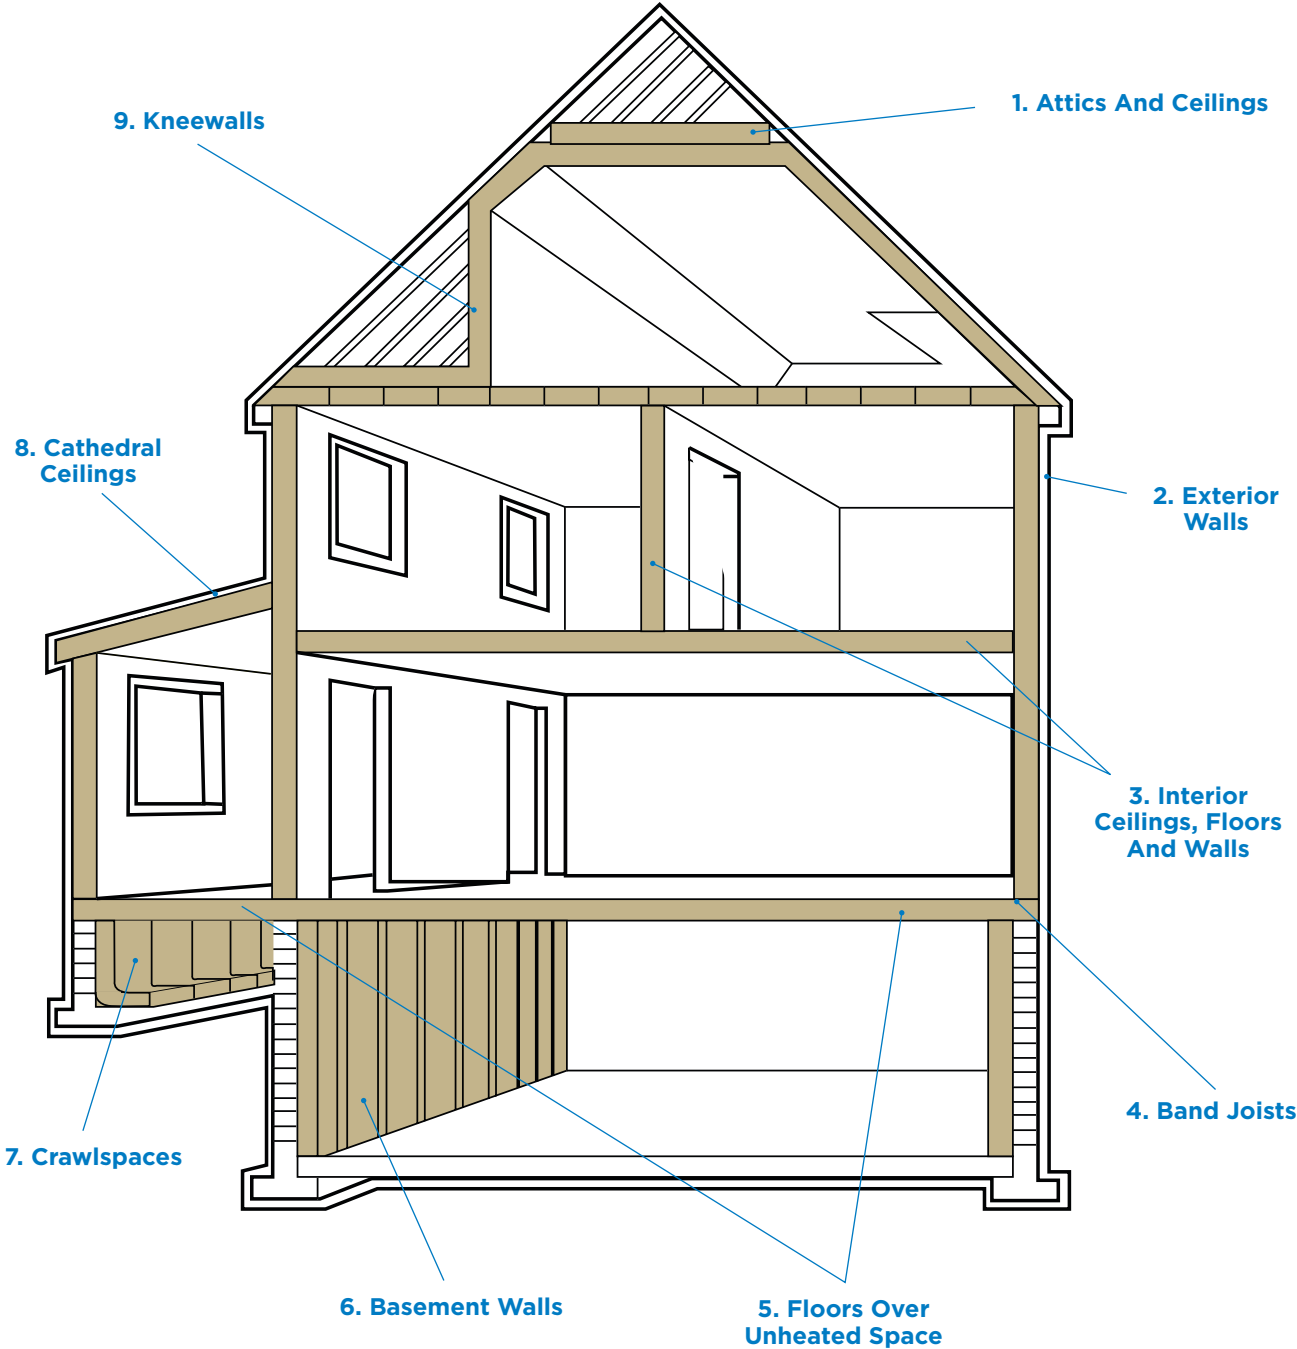 1. Attics And Ceilings
9. Kneewalls
8. Cathedral
Ceilings
2. Exterior
Walls
3. Interior
Ceilings, Floors
And Walls
4. Band Joists
7. Crawlspaces
6. Basement Walls
5. Floors Over
Unheated Space